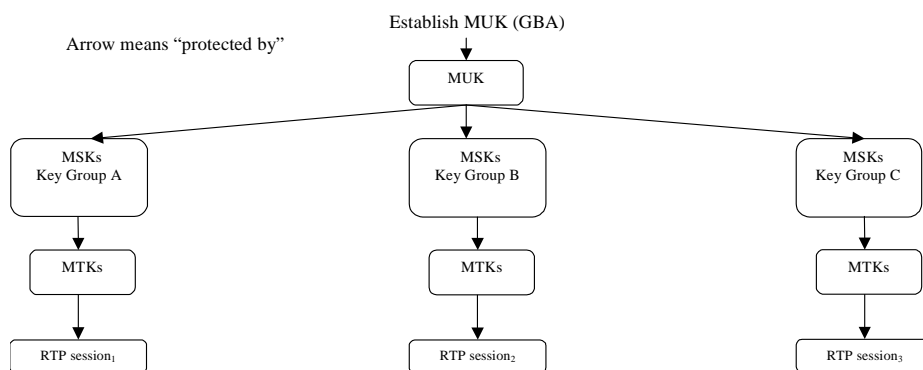 Establish MUK (GBA)
Arrow means “protected by”
MUK
MSKs
Key Group A
MSKs
Key Group B
MSKs
Key Group C
MTKs
MTKs
MTKs
RTP session₁
RTP session₂
RTP session₃